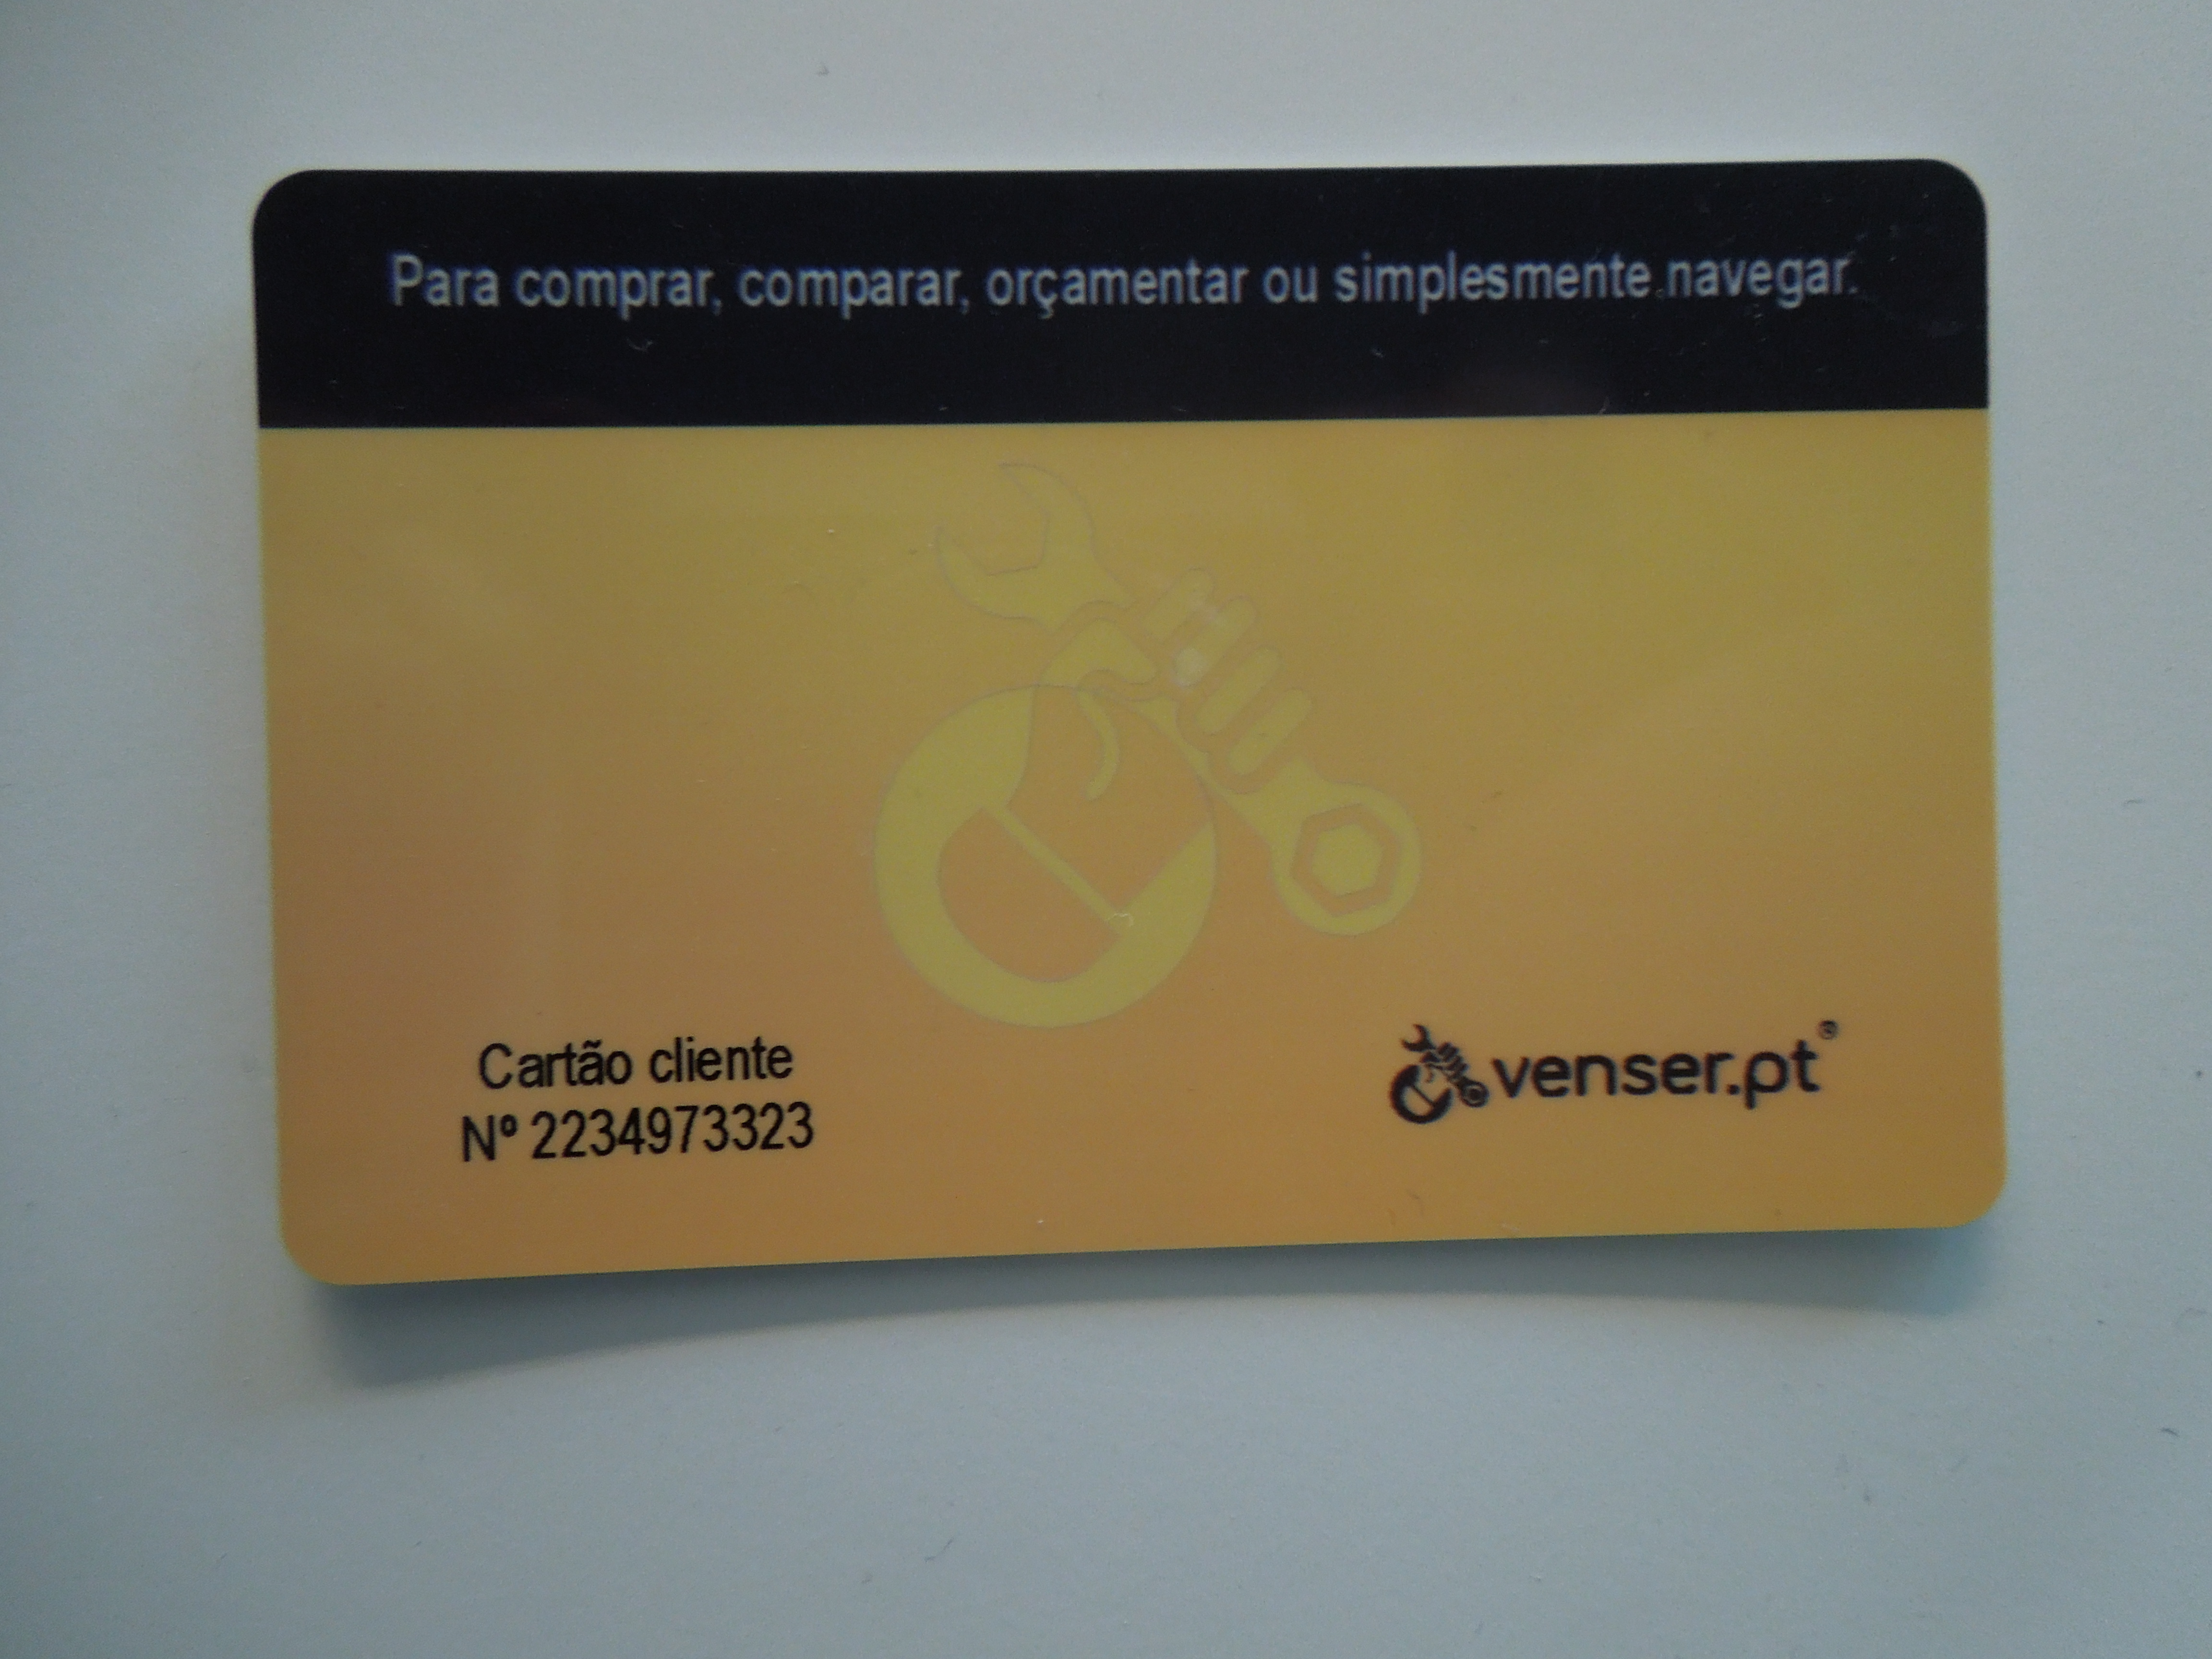 Para comprar, comparar, orçamentar ou simplesmente navegar.
Cartão cliente
Nº 2234973323
venser.pt®